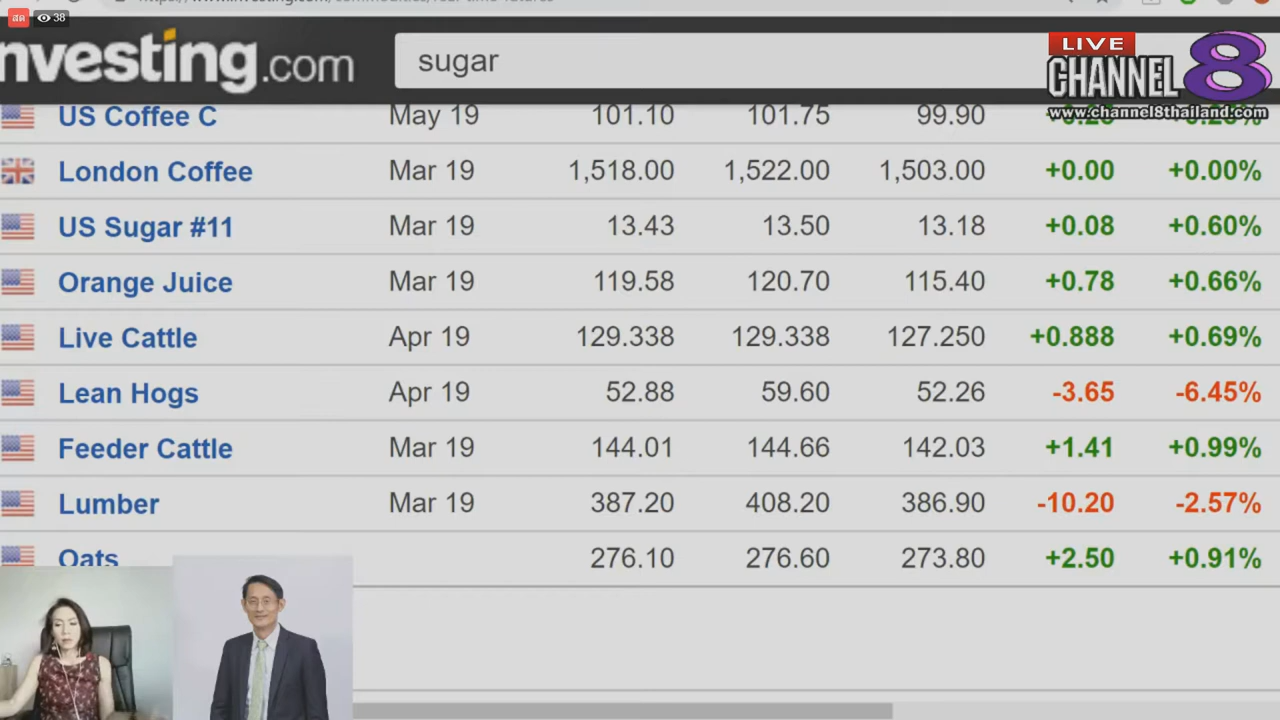 สด 38
nvesting.com
sugar
LIVE
CHANNEL 8
www.channel8thailand.com
US Coffee C May 19 101.10 101.75 99.90
London Coffee Mar 19 1,518.00 1,522.00 1,503.00 +0.00 +0.00%
US Sugar #11 Mar 19 13.43 13.50 13.18 +0.08 +0.60%
Orange Juice Mar 19 119.58 120.70 115.40 +0.78 +0.66%
Live Cattle Apr 19 129.338 129.338 127.250 +0.888 +0.69%
Lean Hogs Apr 19 52.88 59.60 52.26 -3.65 -6.45%
Feeder Cattle Mar 19 144.01 144.66 142.03 +1.41 +0.99%
Lumber Mar 19 387.20 408.20 386.90 -10.20 -2.57%
Oats 276.10 276.60 273.80 +2.50 +0.91%